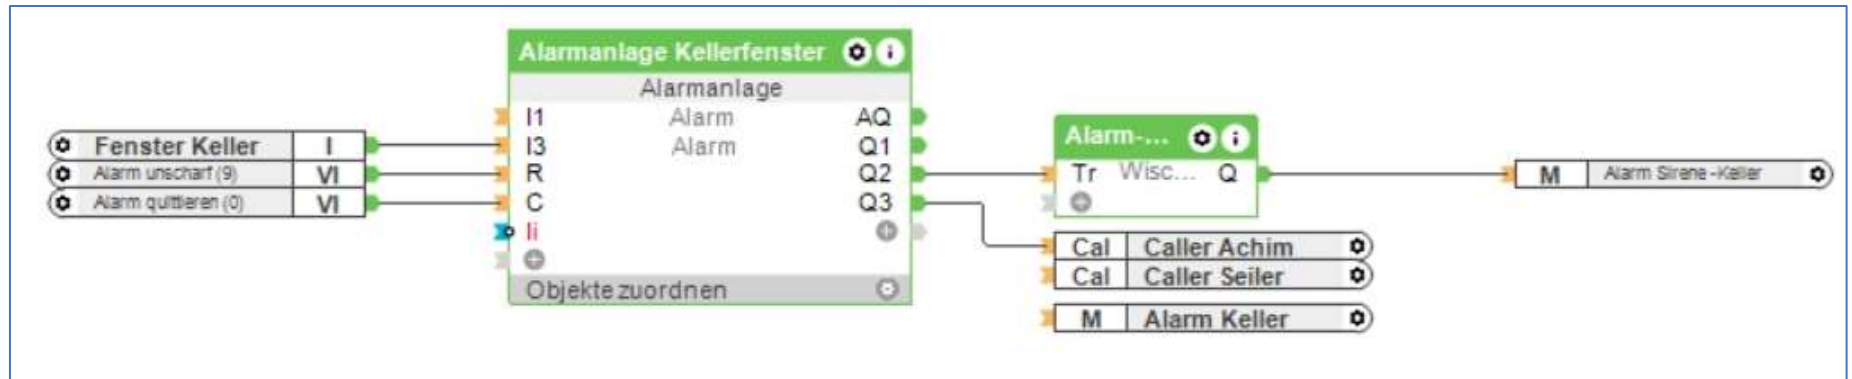 Alarmanlage Kellerfenster i
Alarmanlage
I1 Alarm AQ
I3 Alarm Q1
R Q2
C Q3
Ii
Objekte zuordnen
Fenster Keller I
Alarm unscharf (9) VI
Alarm quittieren (0) VI
Alarm-... i
Tr Wisc... Q
M Alarm Sirene -Keller
Cal Caller Achim
Cal Caller Seiler
M Alarm Keller